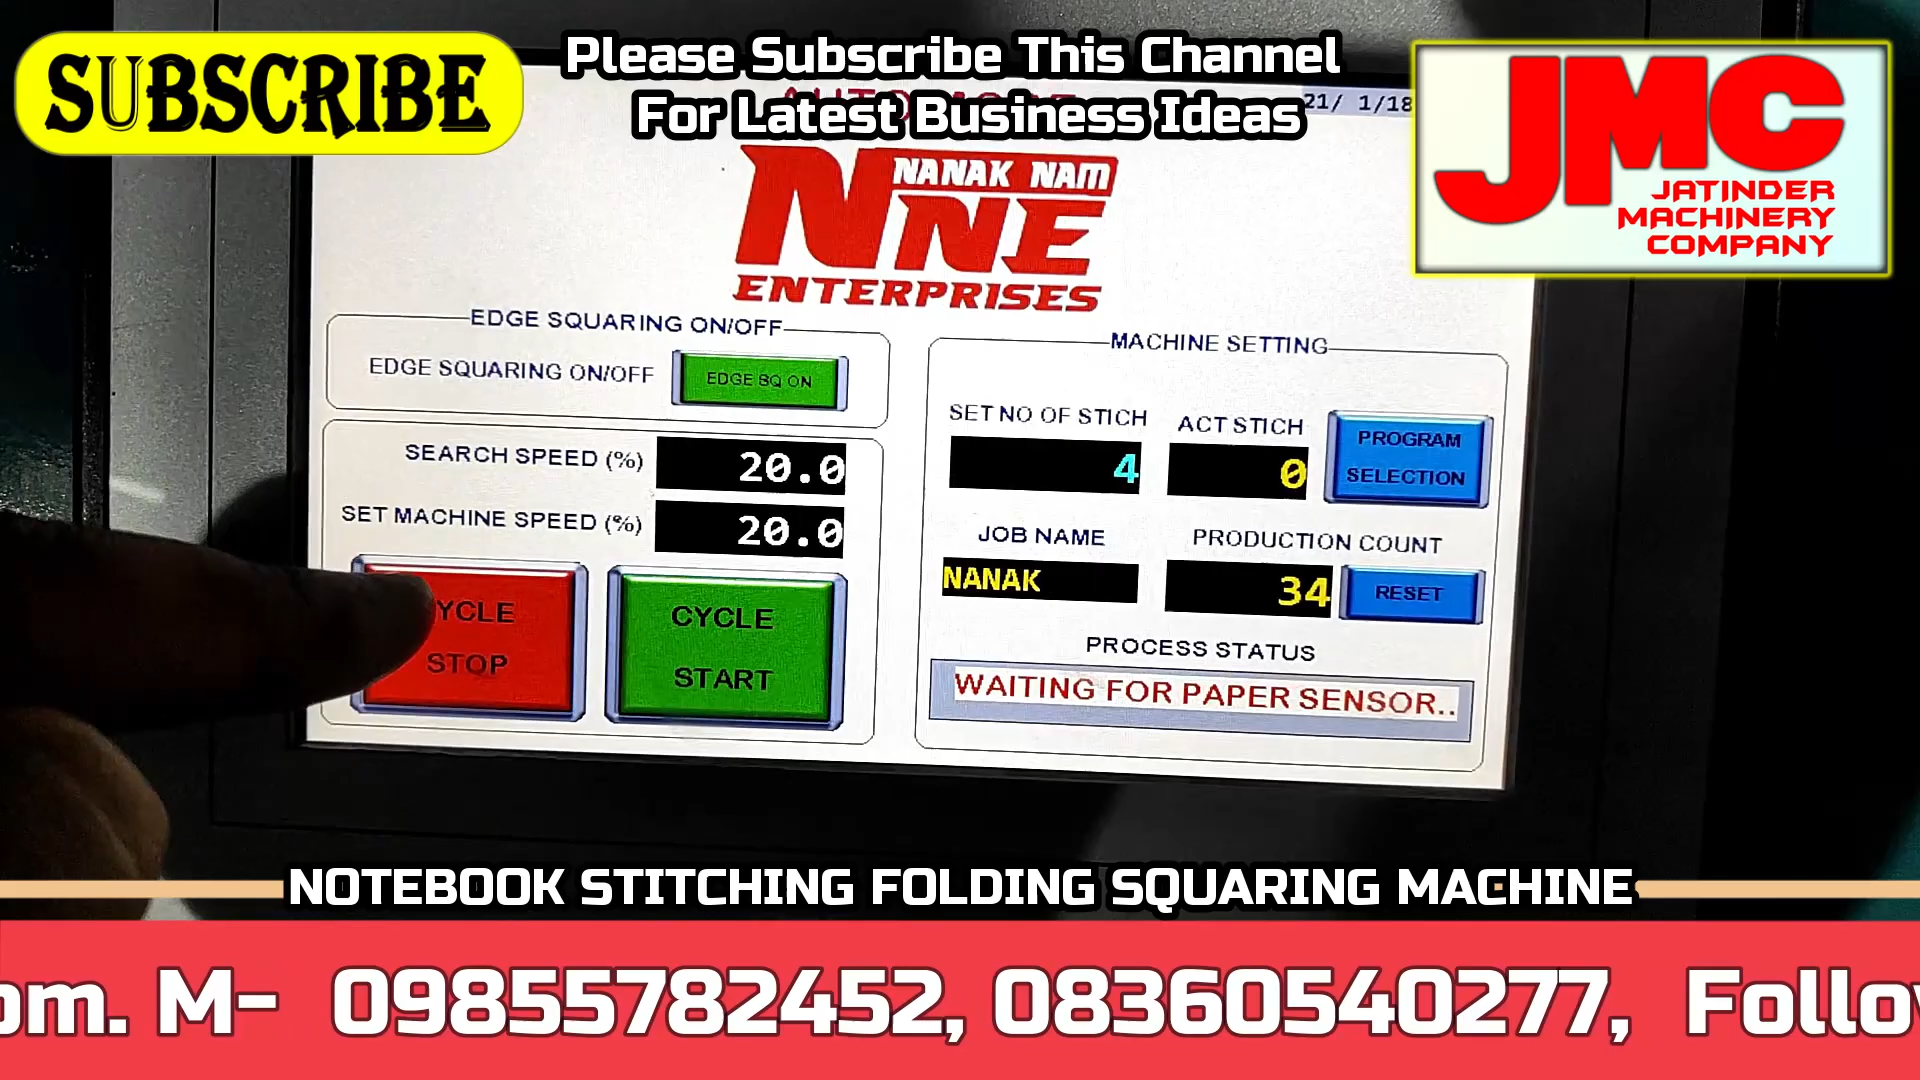 SUBSCRIBE
Please Subscribe This Channel
For Latest Business Ideas
21/ 1/18
JMC
JATINDER
MACHINERY
COMPANY
NANAK NAM
NNE
ENTERPRISES
EDGE SQUARING ON/OFF
EDGE SQUARING ON/OFF
EDGE SQ ON
SEARCH SPEED (%)
20.0
SET MACHINE SPEED (%)
20.0
YCLE
STOP
CYCLE
START
MACHINE SETTING
SET NO OF STICH
4
ACT STICH
0
PROGRAM
SELECTION
JOB NAME
NANAK
PRODUCTION COUNT
34
RESET
PROCESS STATUS
WAITING FOR PAPER SENSOR..
NOTEBOOK STITCHING FOLDING SQUARING MACHINE
om. M- 09855782452, 08360540277, Follo